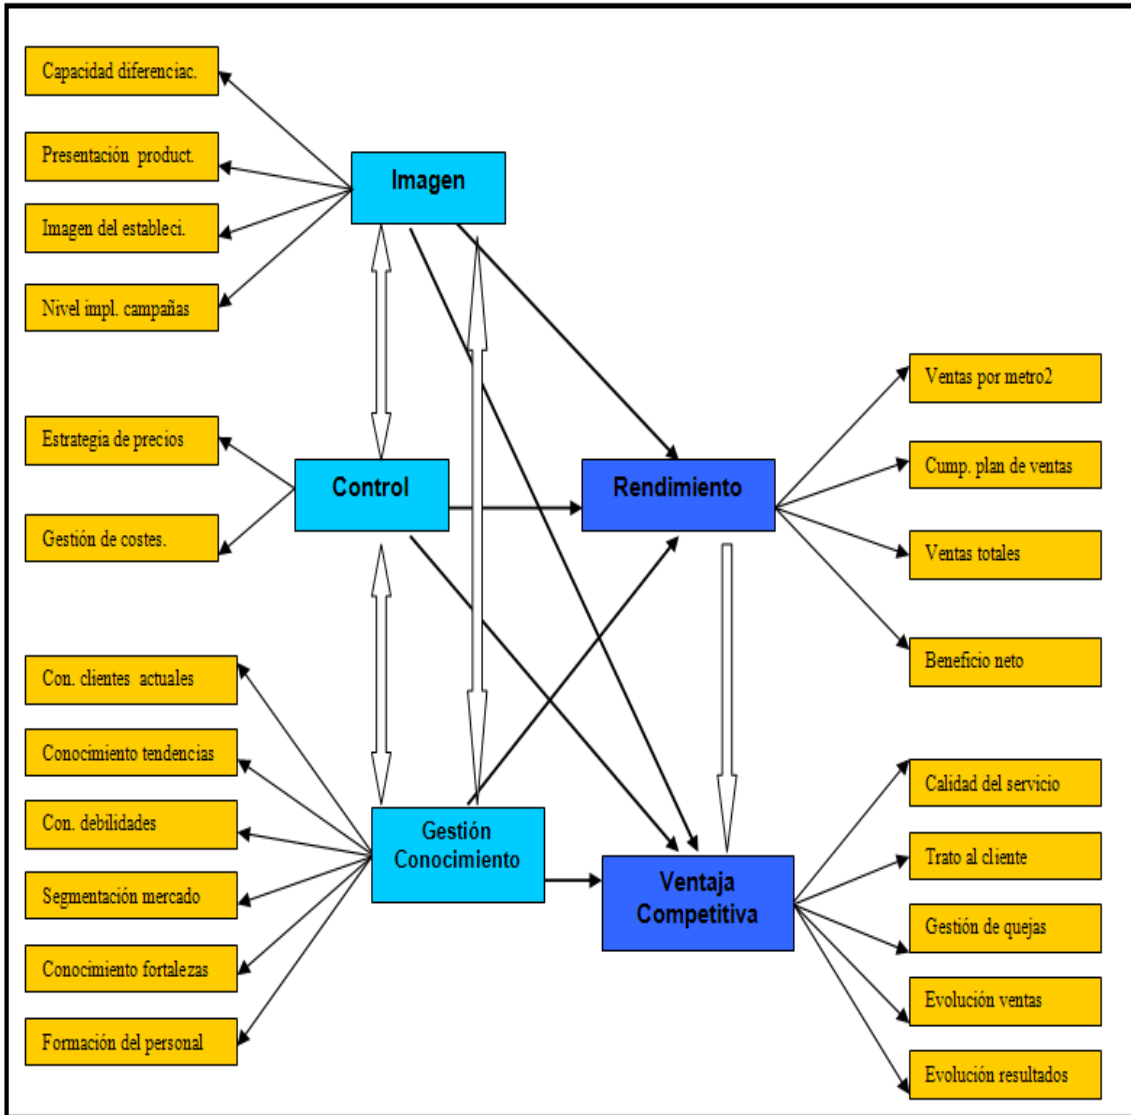 Capacidad diferenciac.
Presentación product.
Imagen del estableci.
Nivel impl. campañas
Imagen
Estrategia de precios
Gestión de costes.
Control
Rendimiento
Ventas por metro2
Cump. plan de ventas
Ventas totales
Beneficio neto
Con. clientes actuales
Conocimiento tendencias
Con. debilidades
Segmentación mercado
Conocimiento fortalezas
Formación del personal
Gestión
Conocimiento
Ventaja
Competitiva
Calidad del servicio
Trato al cliente
Gestión de quejas
Evolución ventas
Evolución resultados